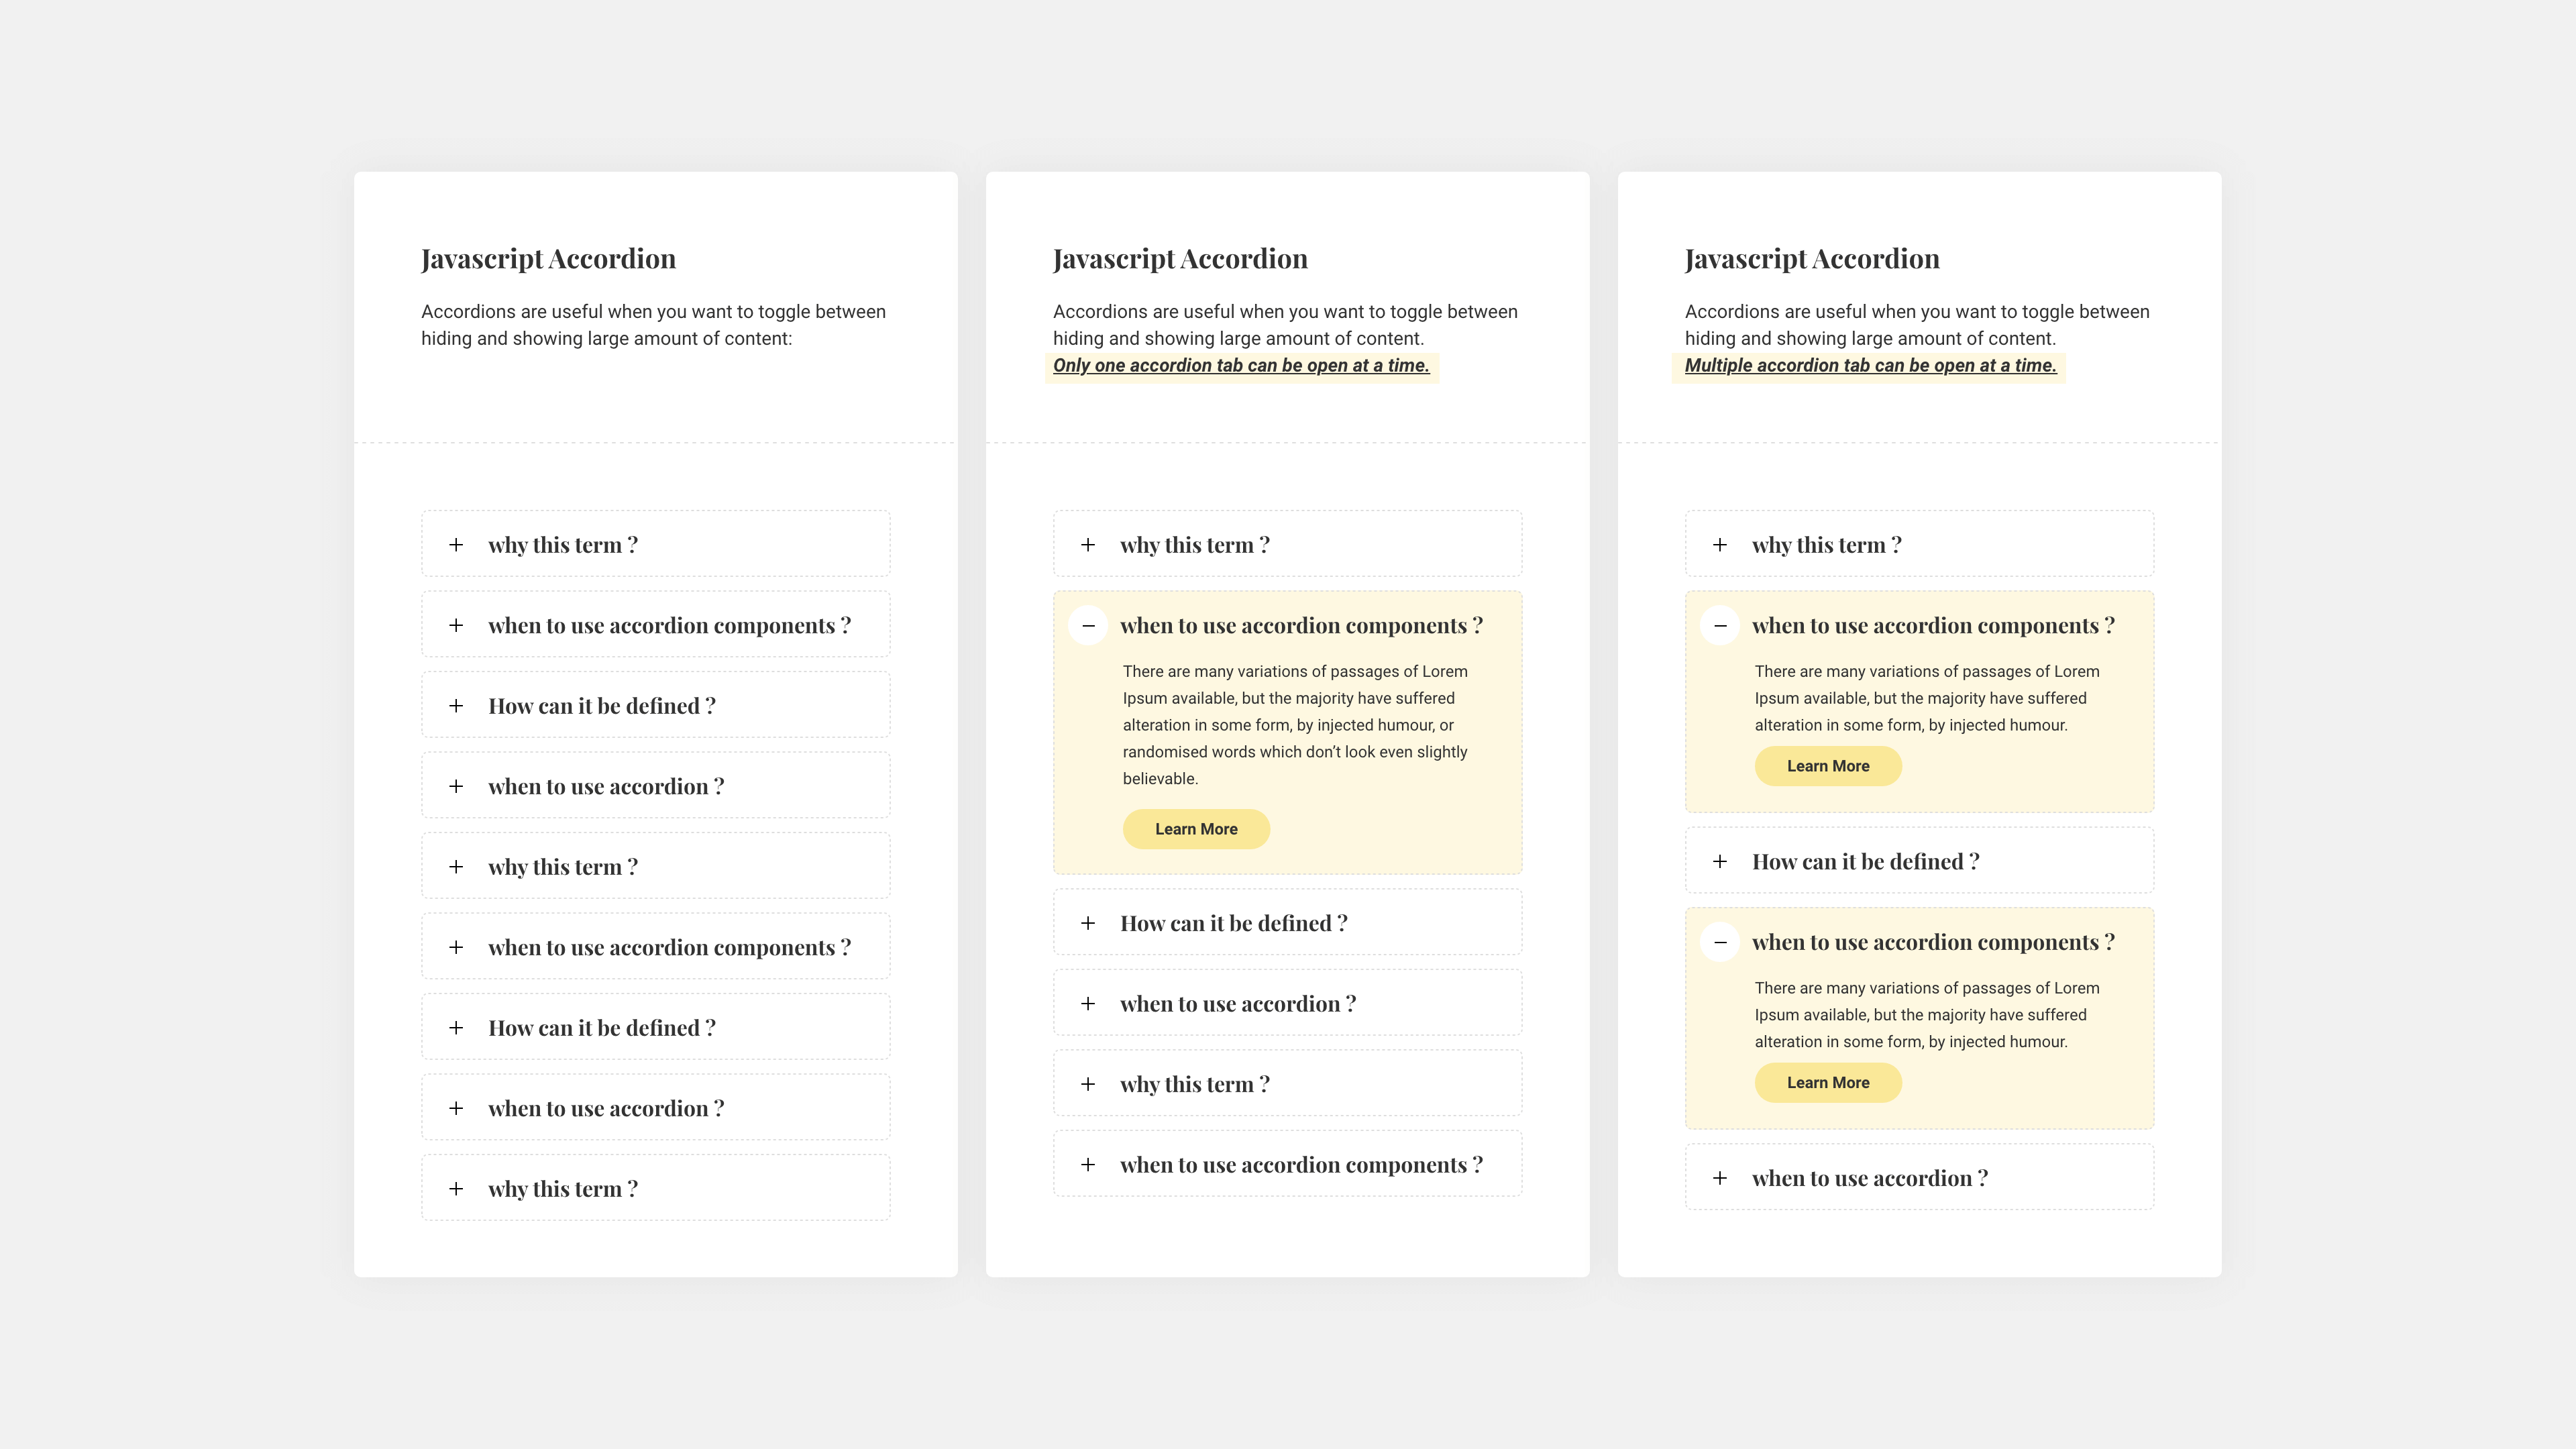 Javascript Accordion
Accordions are useful when you want to toggle between
hiding and showing large amount of content:
why this term ?
when to use accordion components ?
How can it be defined ?
when to use accordion ?
why this term ?
when to use accordion components ?
How can it be defined ?
when to use accordion ?
why this term ?
Javascript Accordion
Accordions are useful when you want to toggle between
hiding and showing large amount of content.
Only one accordion tab can be open at a time.
why this term ?
when to use accordion components ?
There are many variations of passages of Lorem
Ipsum available, but the majority have suffered
alteration in some form, by injected humour, or
randomised words which don’t look even slightly
believable.
Learn More
How can it be defined ?
when to use accordion ?
why this term ?
when to use accordion components ?
Javascript Accordion
Accordions are useful when you want to toggle between
hiding and showing large amount of content.
Multiple accordion tab can be open at a time.
why this term ?
when to use accordion components ?
There are many variations of passages of Lorem
Ipsum available, but the majority have suffered
alteration in some form, by injected humour.
Learn More
How can it be defined ?
when to use accordion components ?
There are many variations of passages of Lorem
Ipsum available, but the majority have suffered
alteration in some form, by injected humour.
Learn More
when to use accordion ?